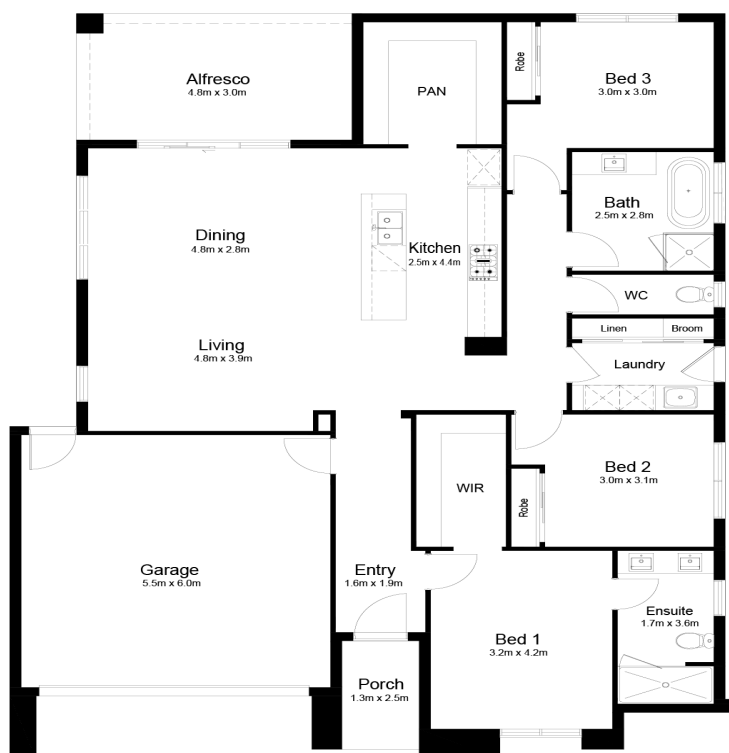 Alfresco
4.8m x 3.0m
PAN
Robe
Bed 3
3.0m x 3.0m
Dining
4.8m x 2.8m
Kitchen
2.5m x 4.4m
Bath
2.5m x 2.8m
WC
Living
4.8m x 3.9m
Linen
Broom
Laundry
WIR
Robe
Bed 2
3.0m x 3.1m
Garage
5.5m x 6.0m
Entry
1.6m x 1.9m
Bed 1
3.2m x 4.2m
Ensuite
1.7m x 3.6m
Porch
1.3m x 2.5m